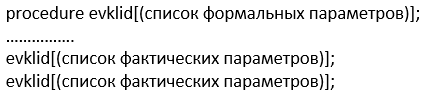 procedure evklid[(список формальных параметров)];
................
evklid[(список фактических параметров)];
evklid[(список фактических параметров)];